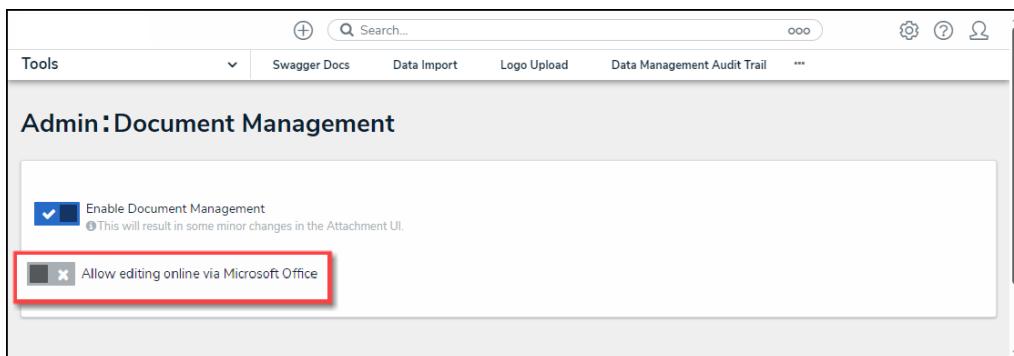 Search...
Tools Swagger Docs Data Import Logo Upload Data Management Audit Trail ···
Admin:Document Management
Enable Document Management
This will result in some minor changes in the Attachment UI.
Allow editing online via Microsoft Office